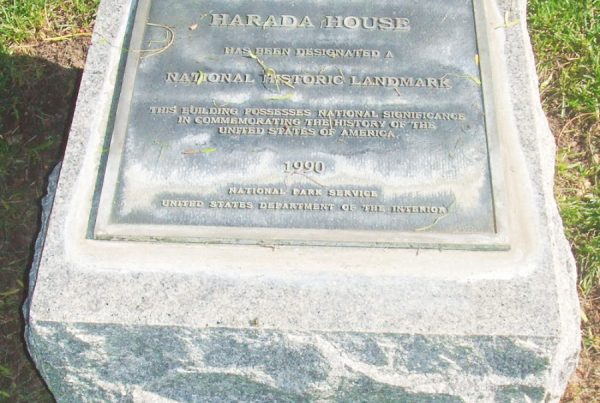 HARADA HOUSE
HAS BEEN DESIGNATED A
NATIONAL HISTORIC LANDMARK
THIS BUILDING POSSESSES NATIONAL SIGNIFICANCE
IN COMMEMORATING THE HISTORY OF THE
UNITED STATES OF AMERICA.
1990
NATIONAL PARK SERVICE
UNITED STATES DEPARTMENT OF THE INTERIOR